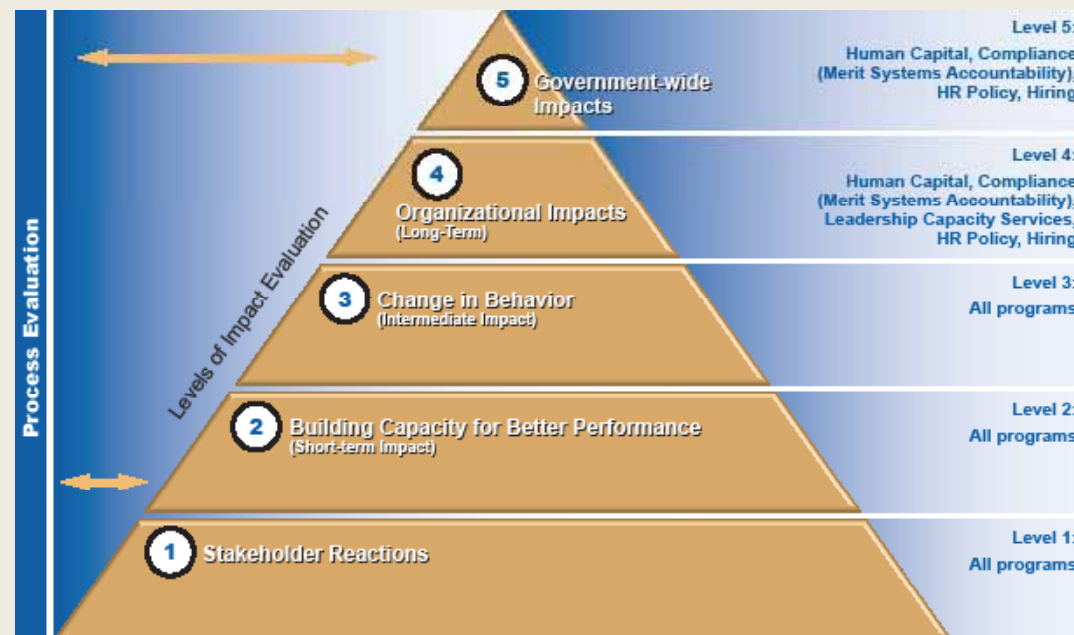 Process Evaluation
Levels of Impact Evaluation
5
Government-wide
Impacts
Level 5:
Human Capital, Compliance
(Merit Systems Accountability),
HR Policy, Hiring
4
Organizational Impacts
(Long-Term)
Level 4:
Human Capital, Compliance
(Merit Systems Accountability),
Leadership Capacity Services,
HR Policy, Hiring
3
Change in Behavior
(Intermediate Impact)
Level 3:
All programs
2
Building Capacity for Better Performance
(Short-term Impact)
Level 2:
All programs
1
Stakeholder Reactions
Level 1:
All programs